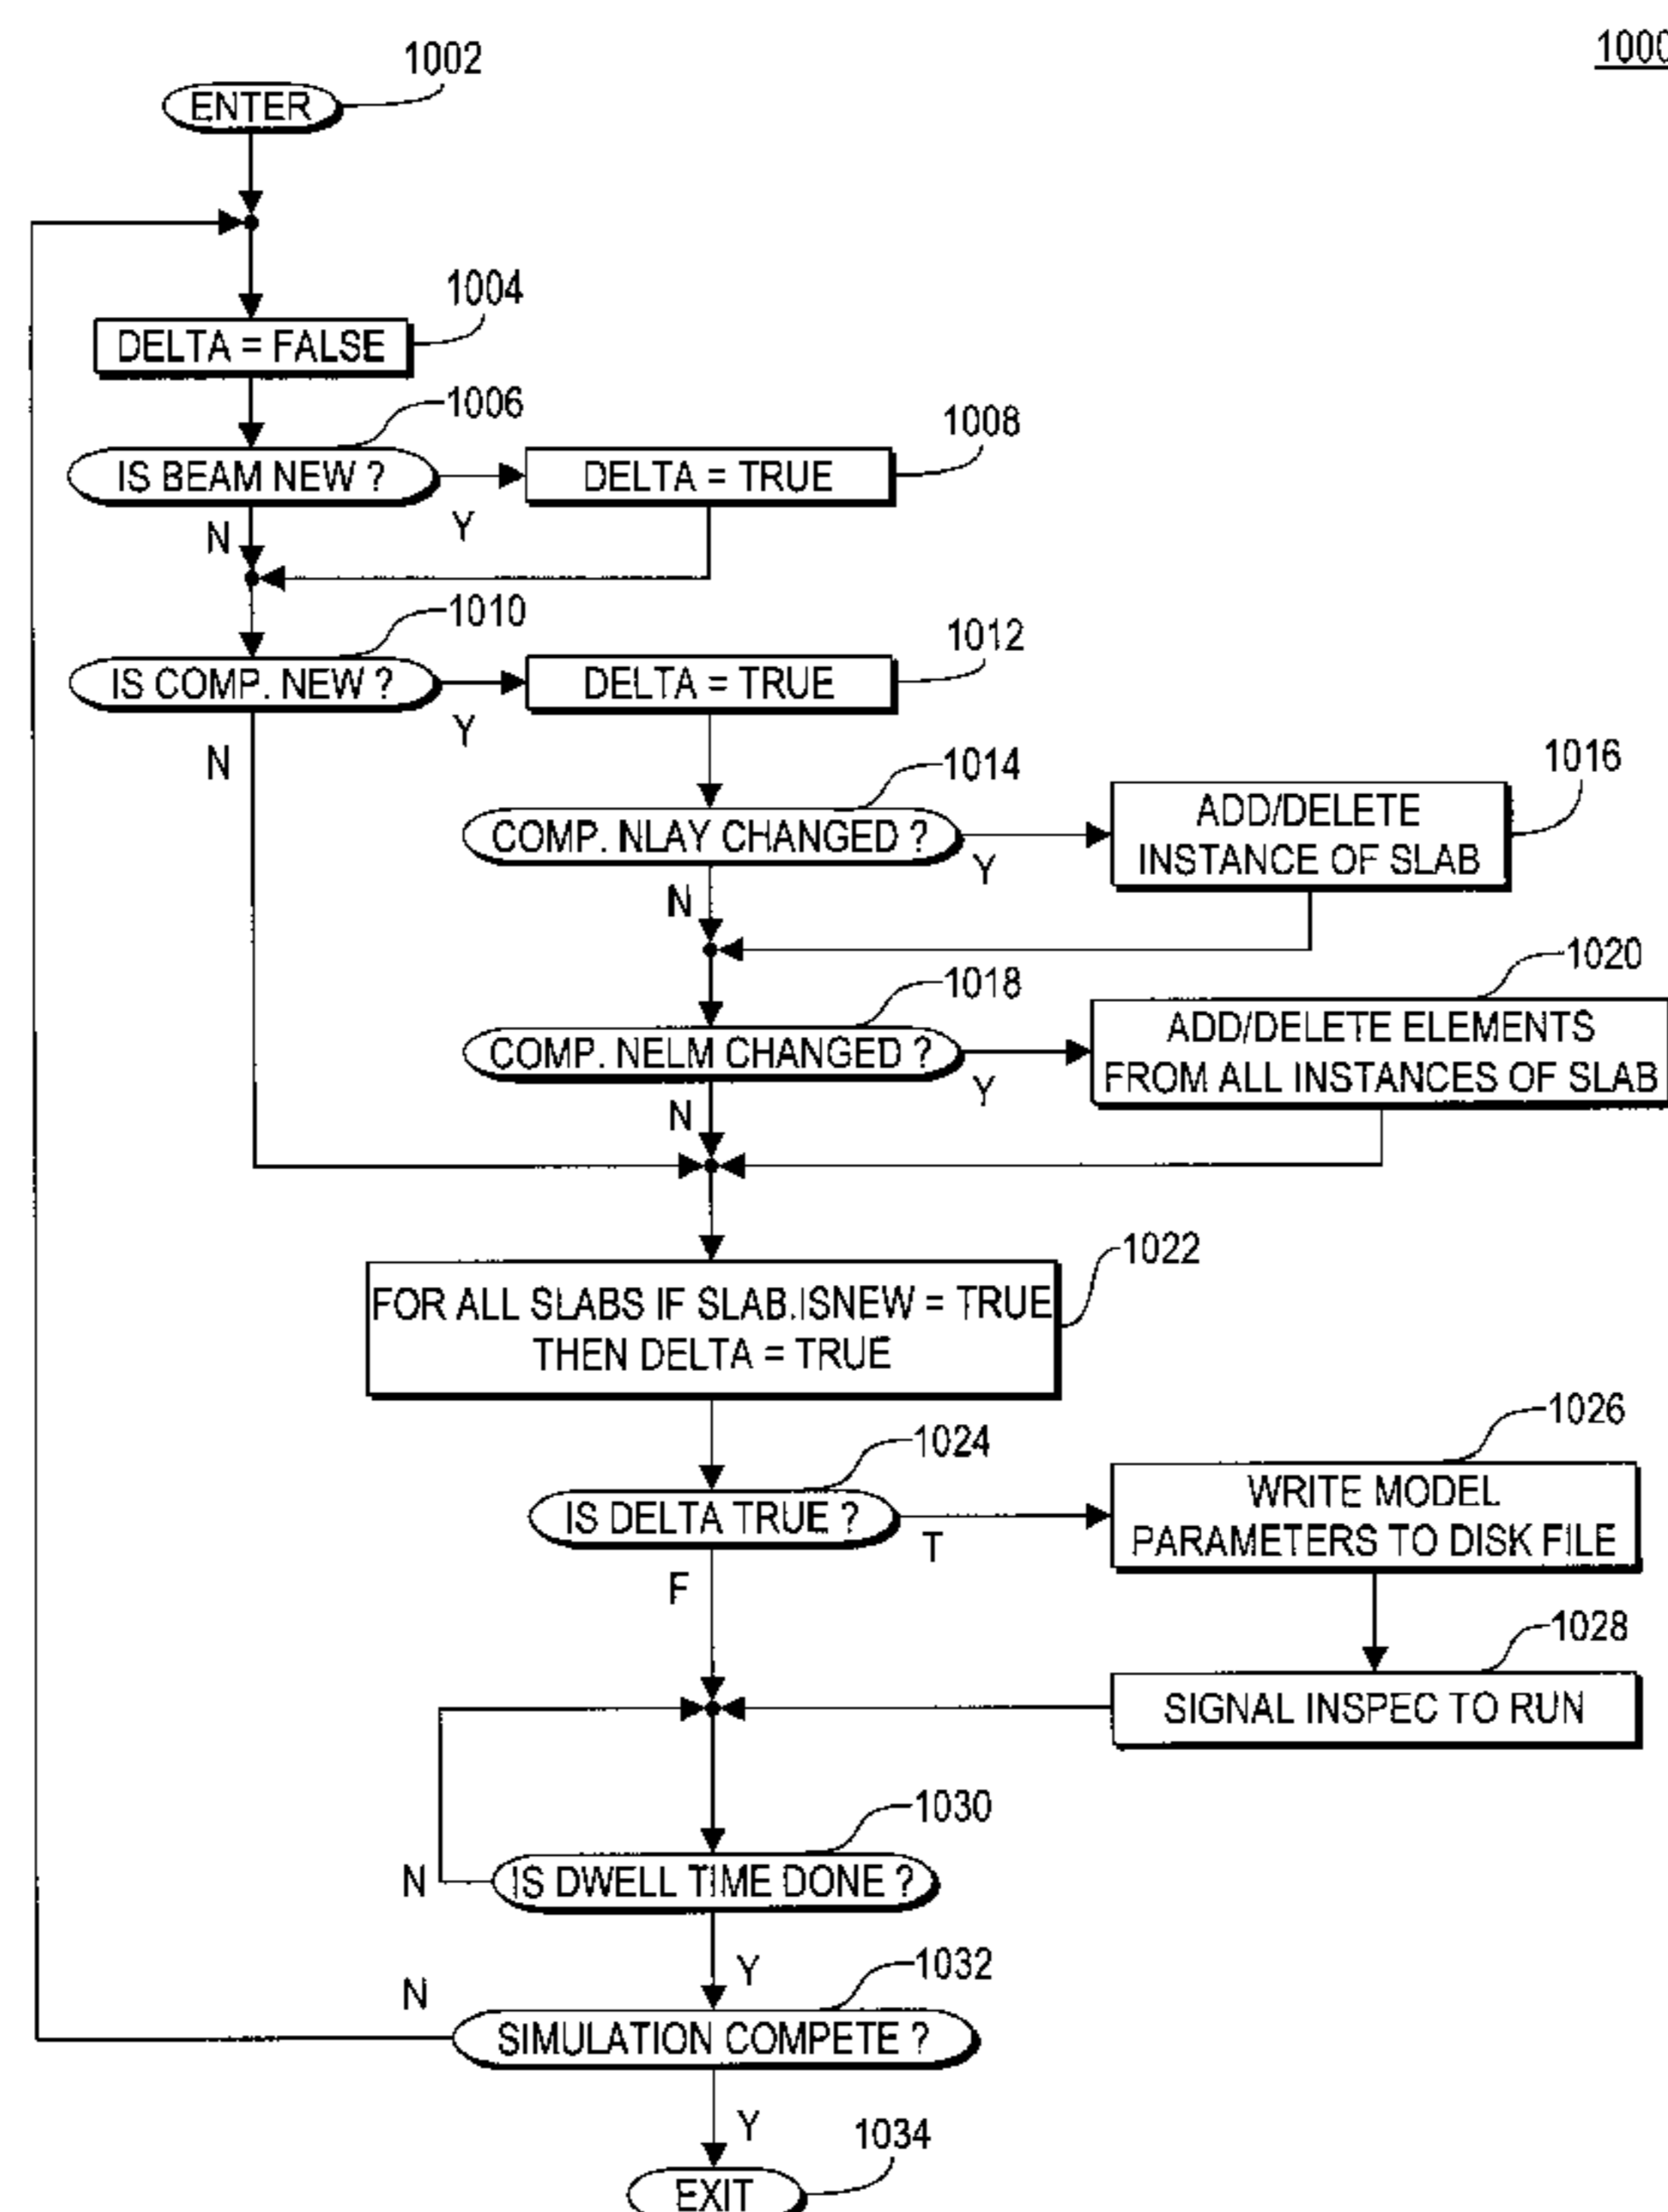 1000
1002
ENTER
1004
DELTA = FALSE
1006
IS BEAM NEW ?
Y
N
1008
DELTA = TRUE
1010
IS COMP. NEW ?
Y
N
1012
DELTA = TRUE
1014
COMP. NLAY CHANGED ?
Y
N
1016
ADD/DELETE
INSTANCE OF SLAB
1018
COMP. NELM CHANGED ?
Y
N
1020
ADD/DELETE ELEMENTS
FROM ALL INSTANCES OF SLAB
1022
FOR ALL SLABS IF SLAB.ISNEW = TRUE
THEN DELTA = TRUE
1024
IS DELTA TRUE ?
T
F
1026
WRITE MODEL
PARAMETERS TO DISK FILE
1028
SIGNAL INSPEC TO RUN
1030
IS DWELL TIME DONE ?
N
Y
1032
SIMULATION COMPETE ?
N
Y
1034
EXIT